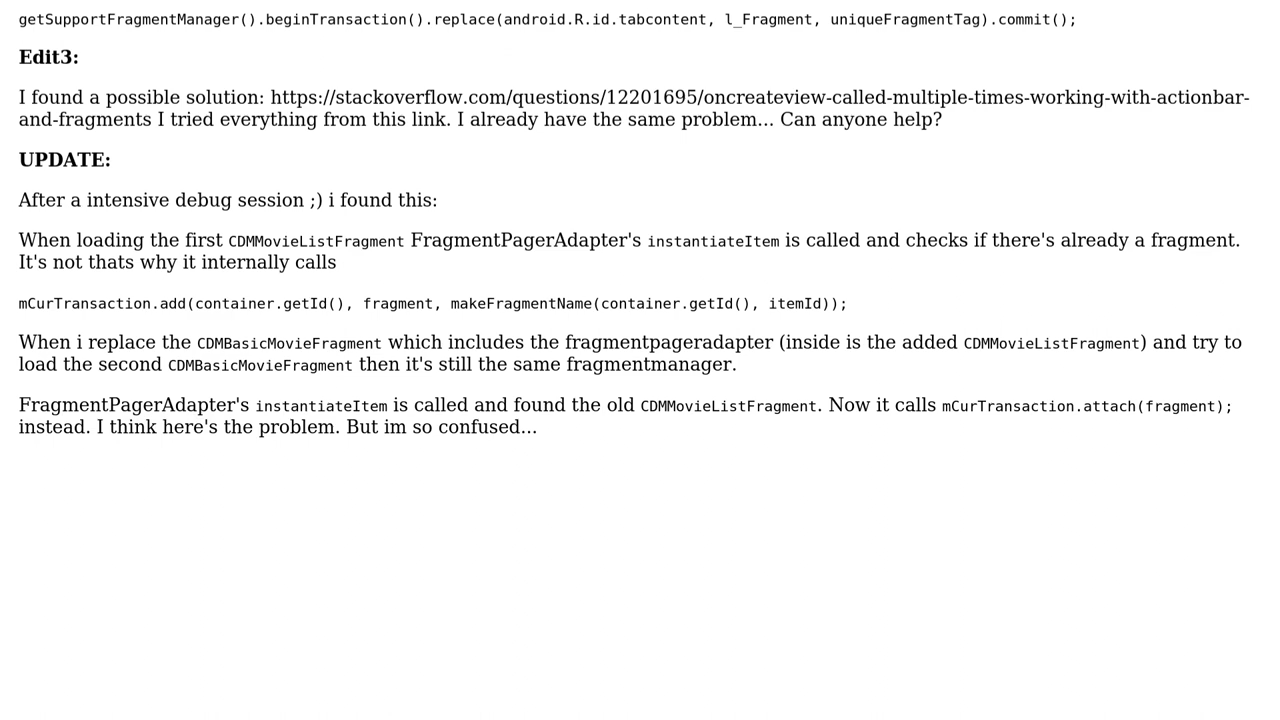 getSupportFragmentManager().beginTransaction().replace(android.R.id.tabcontent, l_Fragment, uniqueFragmentTag).commit();
Edit3:
I found a possible solution: https://stackoverflow.com/questions/12201695/oncreateview-called-multiple-times-working-with-actionbar-
and-fragments I tried everything from this link. I already have the same problem... Can anyone help?
UPDATE:
After a intensive debug session ;) i found this:
When loading the first CDMMovieListFragment FragmentPagerAdapter's instantiateItem is called and checks if there's already a fragment.
It's not thats why it internally calls
mCurTransaction.add(container.getId(), fragment, makeFragmentName(container.getId(), itemId));
When i replace the CDMBasicMovieFragment which includes the fragmentpageradapter (inside is the added CDMMovieListFragment) and try to
load the second CDMBasicMovieFragment then it's still the same fragmentmanager.
FragmentPagerAdapter's instantiateItem is called and found the old CDMMovieListFragment. Now it calls mCurTransaction.attach(fragment);
instead. I think here's the problem. But im so confused...